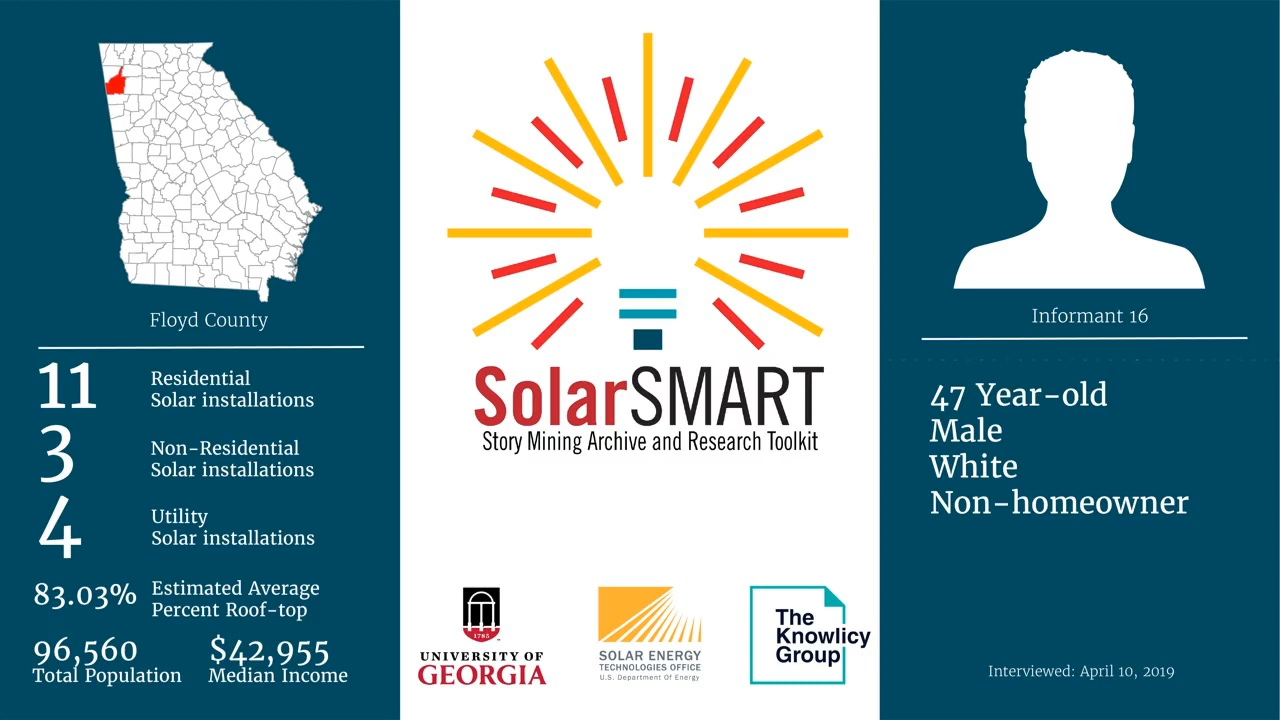 Floyd County
11
Residential
Solar installations
3
Non-Residential
Solar installations
4
Utility
Solar installations
83.03%
Estimated Average
Percent Roof-top
96,560
Total Population
$42,955
Median Income
SolarSMART
Story Mining Archive and Research Toolkit
1785
UNIVERSITY OF
GEORGIA
SOLAR ENERGY
TECHNOLOGIES OFFICE
U.S. Department Of Energy
The
Knowlicy
Group
Informant 16
47 Year-old
Male
White
Non-homeowner
Interviewed: April 10, 2019